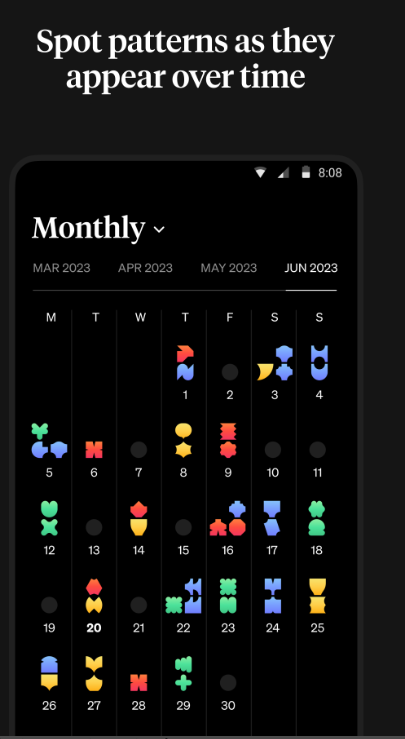 Spot patterns as they
appear over time
8:08
Monthly
MAR 2023 APR 2023 MAY 2023 JUN 2023
M T W T F S S
1 2 3 4
5 6 7 8 9 10 11
12 13 14 15 16 17 18
19 20 21 22 23 24 25
26 27 28 29 30